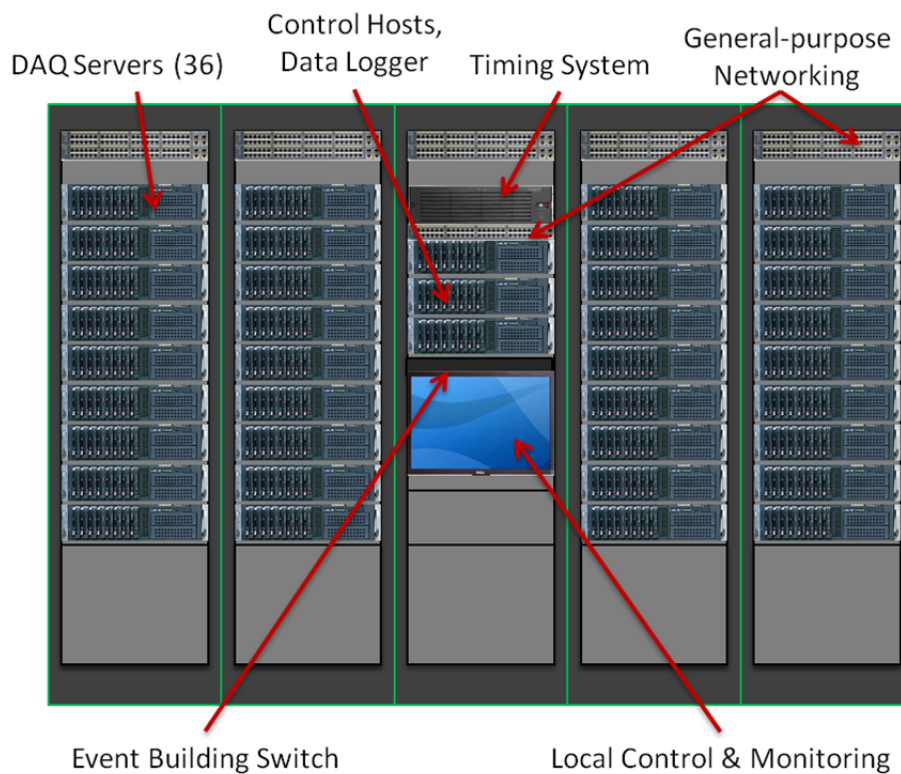 Control Hosts,
Data Logger
DAQ Servers (36)
Timing System
General-purpose
Networking
Event Building Switch
Local Control & Monitoring